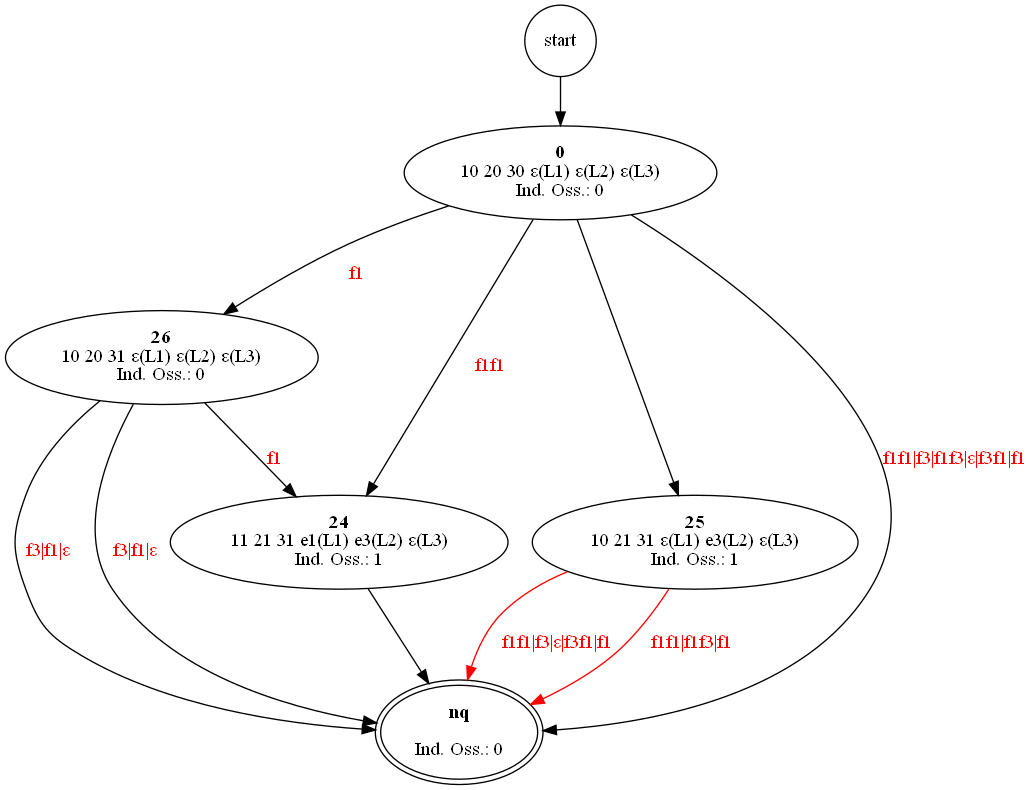 start
0
10 20 30 ε(L1) ε(L2) ε(L3)
Ind. Oss.: 0
f1
26
10 20 31 ε(L1) ε(L2) ε(L3)
Ind. Oss.: 0
f1f1
f1
f1f1|f3|f1f3|ε|f3f1|f1
24
11 21 31 e1(L1) e3(L2) ε(L3)
Ind. Oss.: 1
25
10 21 31 ε(L1) e3(L2) ε(L3)
Ind. Oss.: 1
f3|f1|ε
f3|f1|ε
f1f1|f3|ε|f3f1|f1
f1f1|f1f3|f1
nq
Ind. Oss.: 0